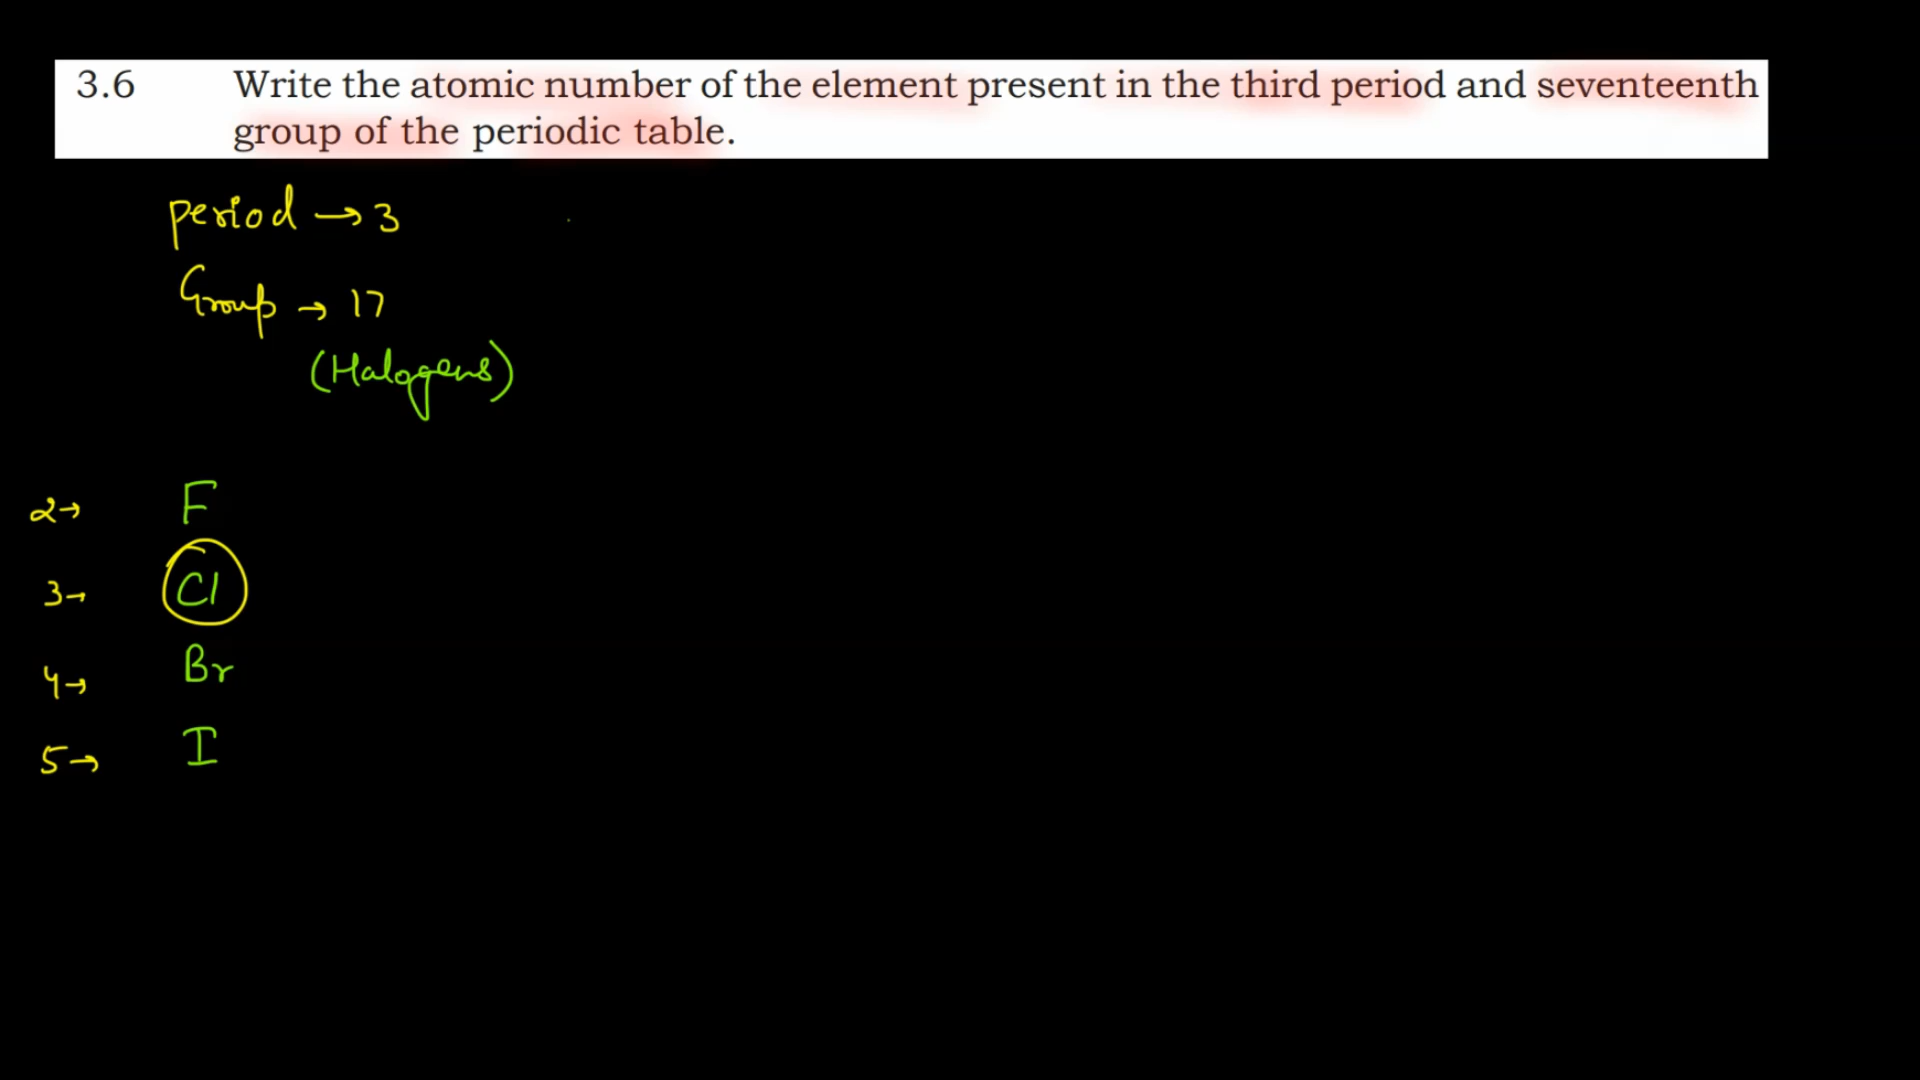 3.6 Write the atomic number of the element present in the third period and seventeenth
group of the periodic table.
period → 3
Group → 17
(Halogens)
2→ F
3→ Cl
4→ Br
5→ I